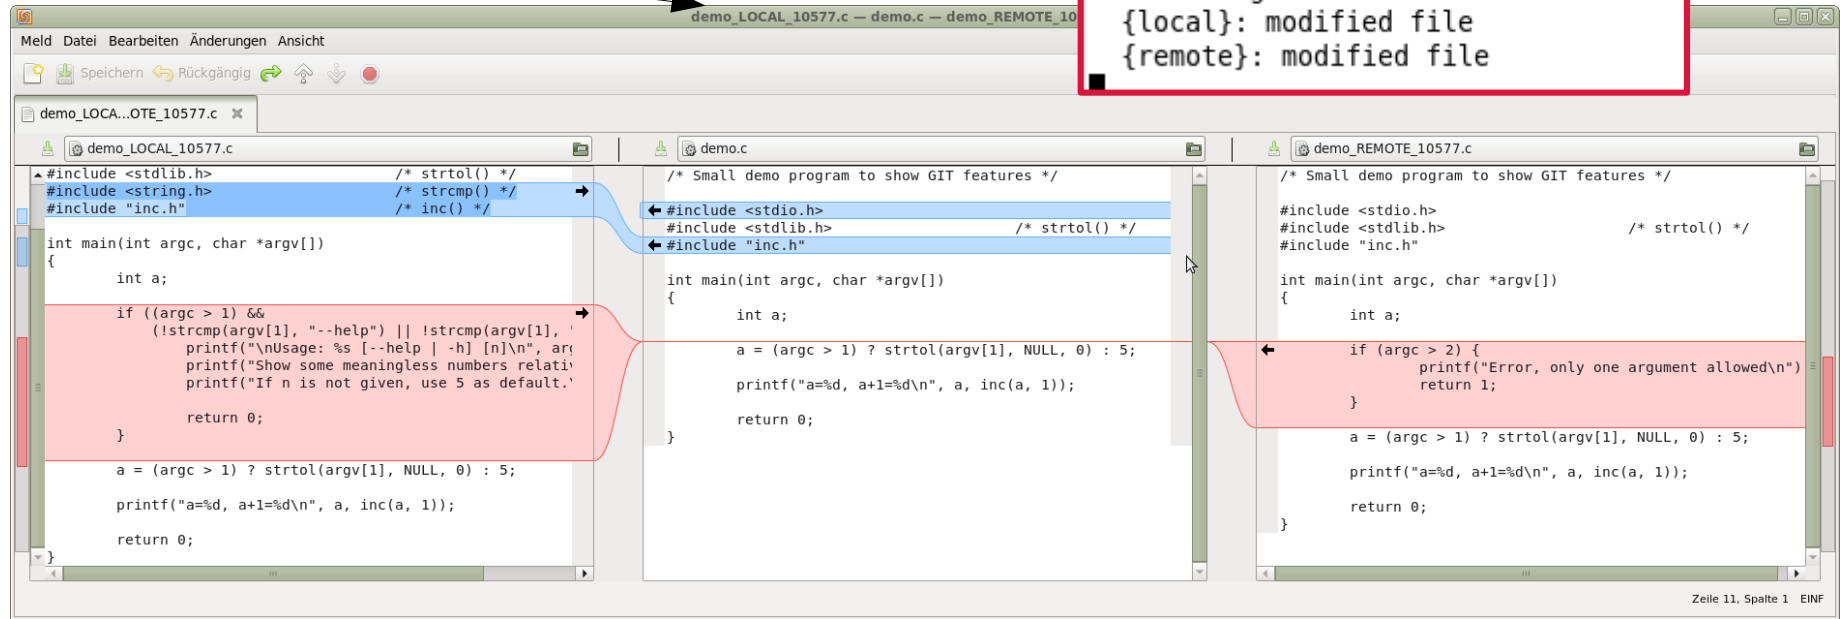 demo_LOCAL_10577.c — demo.c — demo_REMOTE_10
{local}: modified file
{remote}: modified file
Meld Datei Bearbeiten Änderungen Ansicht
Speichern Rückgängig
demo_LOCA...OTE_10577.c
demo_LOCAL_10577.c
#include <stdlib.h> /* strtol() */
#include <string.h> /* strcmp() */
#include "inc.h" /* inc() */
int main(int argc, char *argv[])
{
int a;
if ((argc > 1) &&
(!strcmp(argv[1], "--help") || !strcmp(argv[1],
printf("\nUsage: %s [--help | -h] [n]\n",
printf("Show some meaningless numbers
printf("If n is not given, use 5 as default.
return 0;
}
a = (argc > 1) ? strtol(argv[1], NULL, 0) : 5;
printf("a=%d, a+1=%d\n", a, inc(a, 1));
return 0;
}
demo.c
/* Small demo program to show GIT features */
#include <stdio.h>
#include <stdlib.h> /* strtol() */
#include "inc.h"
int main(int argc, char *argv[])
{
int a;
a = (argc > 1) ? strtol(argv[1], NULL, 0) : 5;
printf("a=%d, a+1=%d\n", a, inc(a, 1));
return 0;
}
demo_REMOTE_10577.c
/* Small demo program to show GIT features */
#include <stdio.h>
#include <stdlib.h> /* strtol() */
#include "inc.h"
int main(int argc, char *argv[])
{
int a;
if (argc > 2) {
printf("Error, only one argument allowed\n")
return 1;
}
a = (argc > 1) ? strtol(argv[1], NULL, 0) : 5;
printf("a=%d, a+1=%d\n", a, inc(a, 1));
return 0;
}
Zeile 11, Spalte 1 EINF